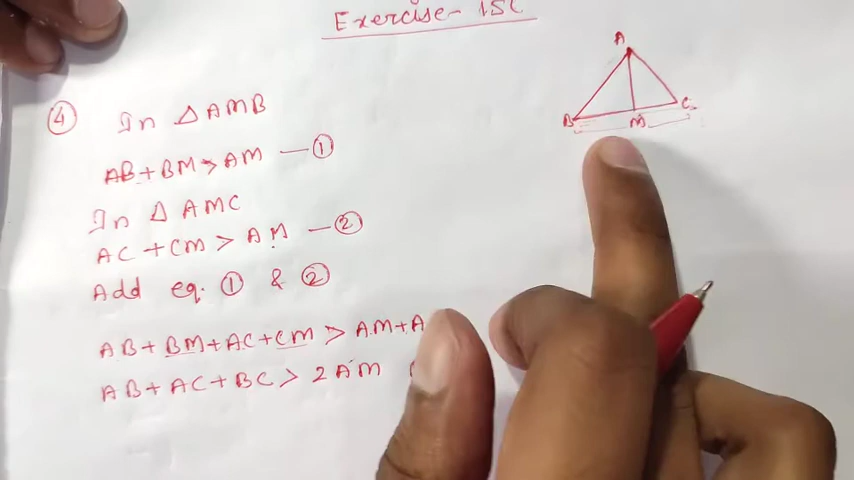 Exercise- 15C
④ In △AMB
AB+BM>AM —①
In △ AMC
AC+CM> AM —②
Add eq. ① & ②
AB+BM+AC+CM > AM+A
AB+AC+BC> 2AM
A
B
M
C